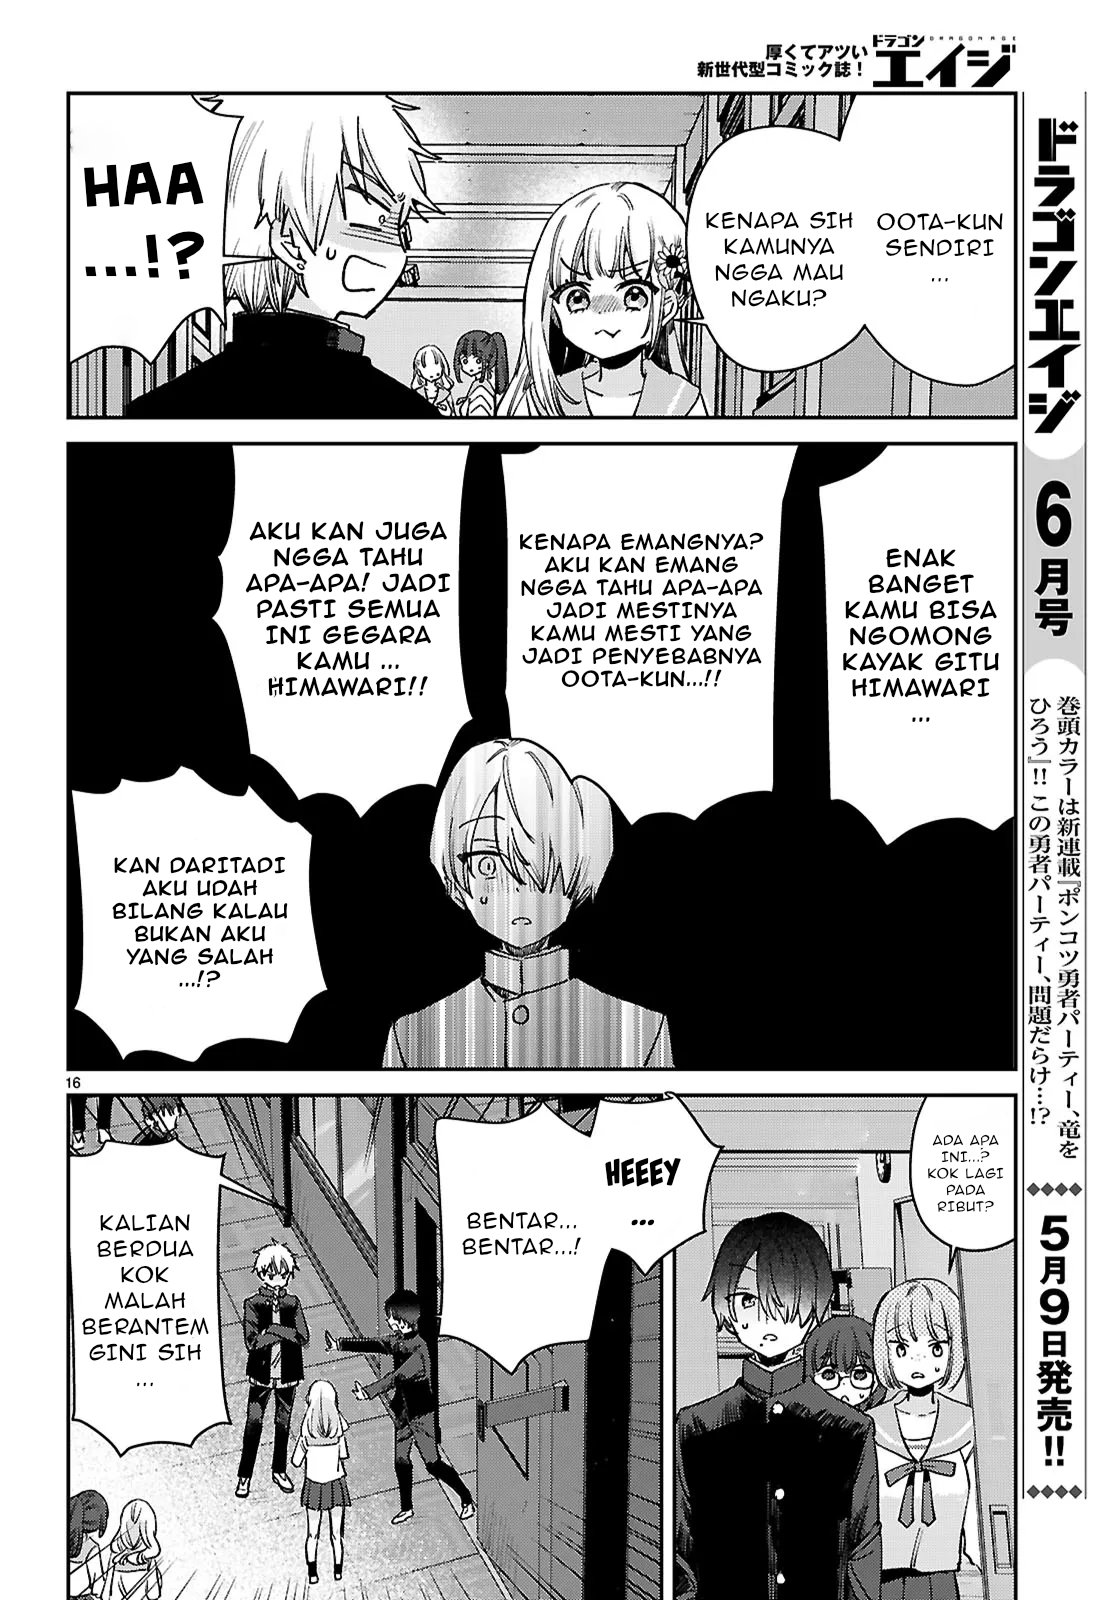 厚くてアツい
新世代型コミック誌!
ドラゴン
DRAGON AGE
エイジ
OOTA-KUN
SENDIRI
...
KENAPA SIH
KAMUNYA
NGGA MAU
NGAKU?
HAA
...!?
ENAK
BANGET
KAMU BISA
NGOMONG
KAYAK GITU
HIMAWARI
...
KENAPA EMANGNYA?
AKU KAN EMANG
NGGA TAHU APA-APA
JADI MESTINYA
KAMU MESTI YANG
JADI PENYEBABNYA
OOTA-KUN...!!
AKU KAN JUGA
NGGA TAHU
APA-APA! JADI
PASTI SEMUA
INI GEGARA
KAMU ...
HIMAWARI!!
KAN DARITADI
AKU UDAH
BILANG KALAU
BUKAN AKU
YANG SALAH
...!?
16
ADA APA
INI...?
KOK LAGI
PADA
RIBUT?
HEEEY
...
BENTAR...
BENTAR...!
KALIAN
BERDUA
KOK
MALAH
BERANTEM
GINI SIH
...
ドラゴンエイジ
6月号
巻頭カラーは新連載『ポンコツ勇者パーティー、竜を
ひろう』!! この勇者パーティー、問題だらけ…!?
5月9日発売!!